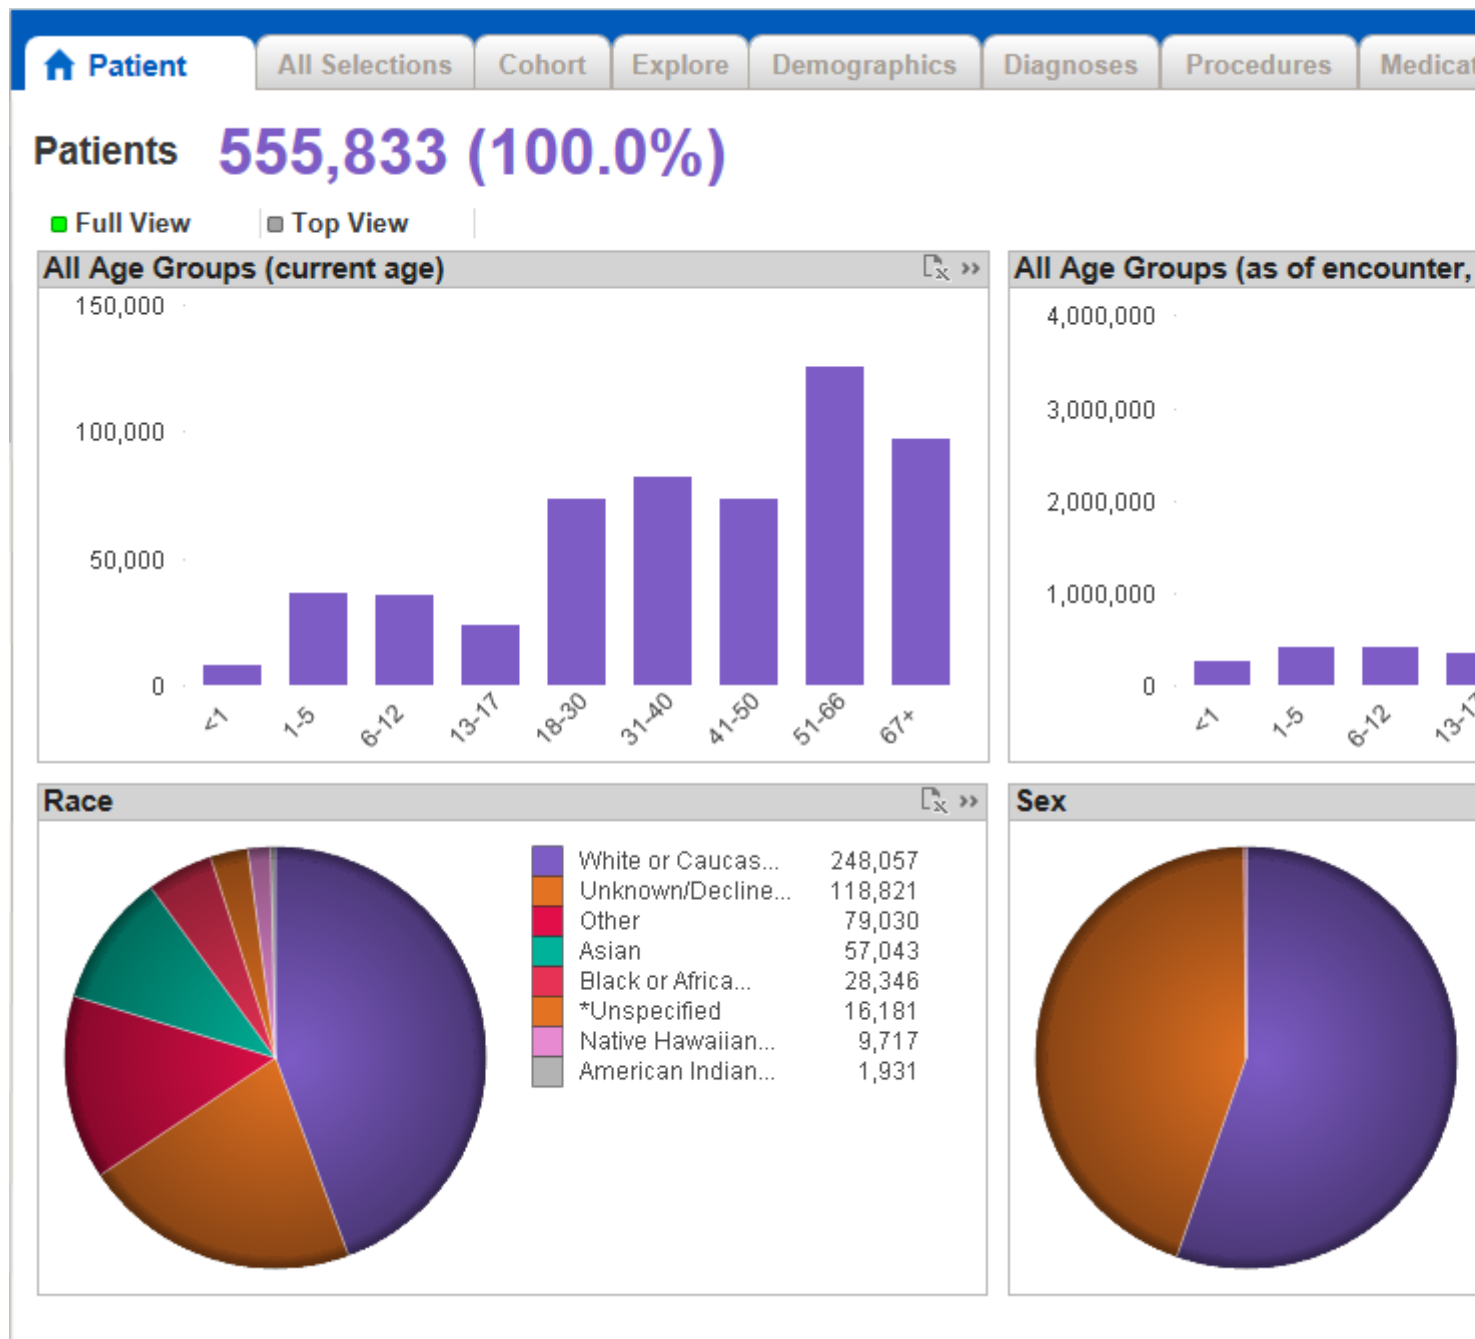 Patient All Selections Cohort Explore Demographics Diagnoses Procedures Medicat
Patients 555,833 (100.0%)
Full View Top View
All Age Groups (current age)
150,000
100,000
50,000
0
<1 1-5 6-12 13-17 18-30 31-40 41-50 51-66 67+
All Age Groups (as of encounter,
4,000,000
3,000,000
2,000,000
1,000,000
0
<1 1-5 6-12 13-17
Race
White or Caucas... 248,057
Unknown/Decline... 118,821
Other 79,030
Asian 57,043
Black or Africa... 28,346
*Unspecified 16,181
Native Hawaiian... 9,717
American Indian... 1,931
Sex